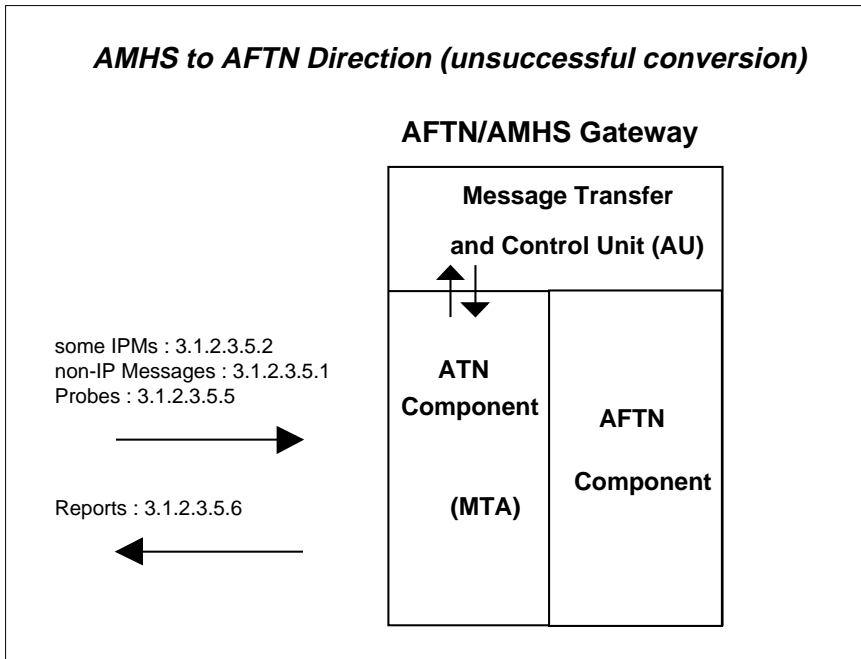 AMHS to AFTN Direction (unsuccessful conversion)
AFTN/AMHS Gateway
Message Transfer
and Control Unit (AU)
some IPMs : 3.1.2.3.5.2
non-IP Messages : 3.1.2.3.5.1
Probes : 3.1.2.3.5.5
Reports : 3.1.2.3.5.6
ATN
Component
(MTA)
AFTN
Component